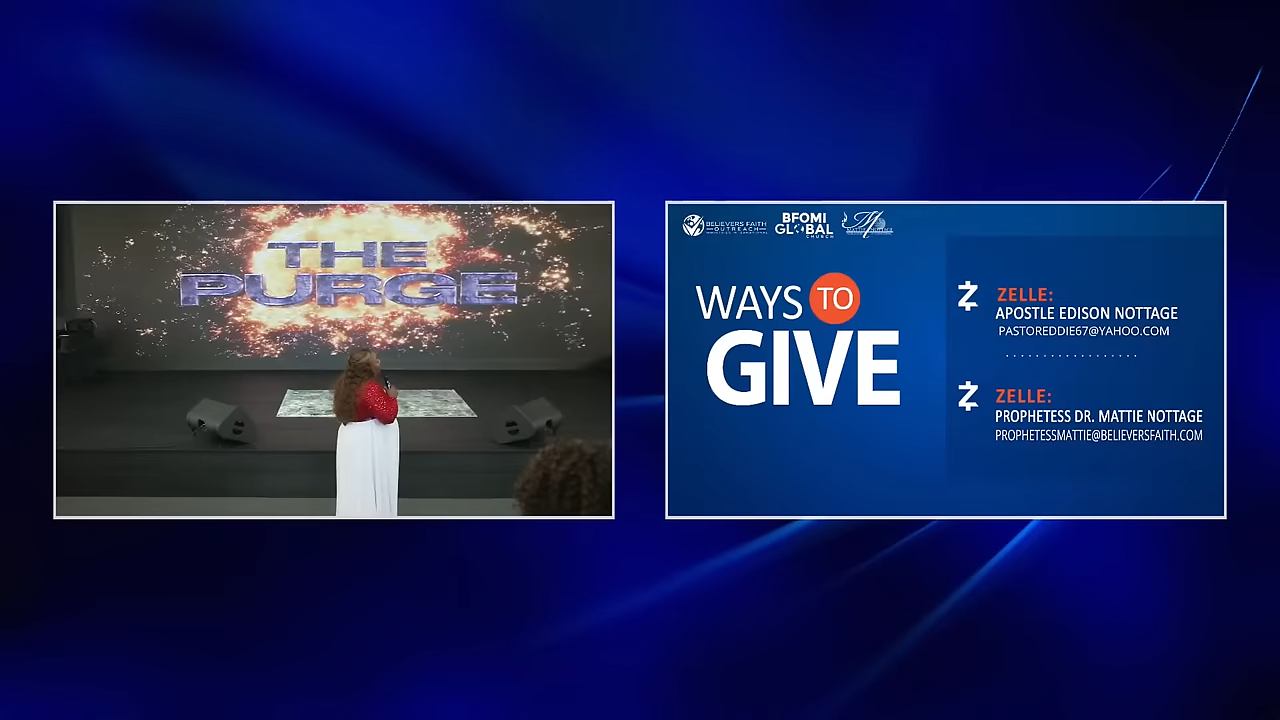 THE
PURGE
BELIEVERS FAITH
OUTREACH
BFOMI
GLOBAL
CHURCH
WAYS TO
GIVE
ZELLE:
APOSTLE EDISON NOTTAGE
PASTOREDDIE67@YAHOO.COM
ZELLE:
PROPHETESS DR. MATTIE NOTTAGE
PROPHETESSMATTIE@BELIEVERSFAITH.COM